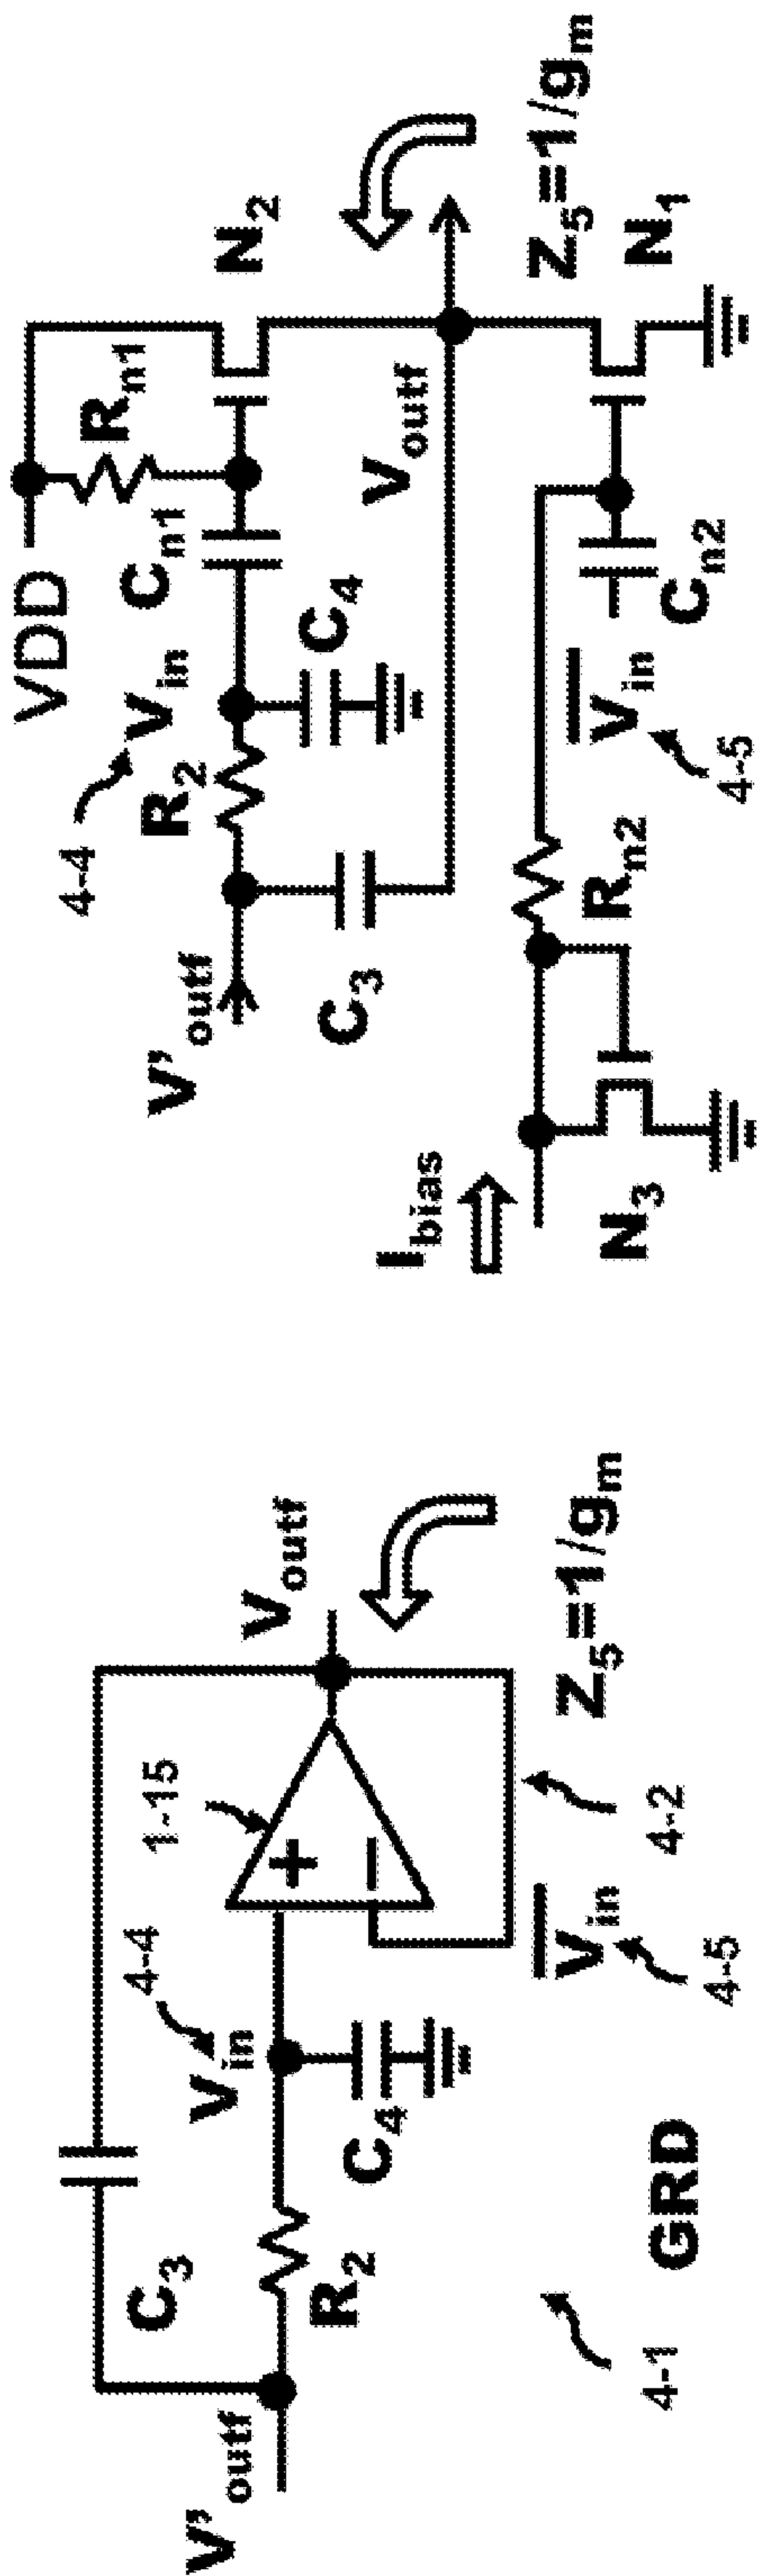 V'outf
C3
R2
4-4
Vin
C4
1-15
+
−
Voutf
4-1
GRD
V̅in
4-5
4-2
Z5=1/gm
VDD
Rn1
N2
4-4
Vin
Cn1
V'outf
R2
C4
C3
Voutf
Z5=1/gm
Ibias
N3
Rn2
V̅in
4-5
Cn2
N1